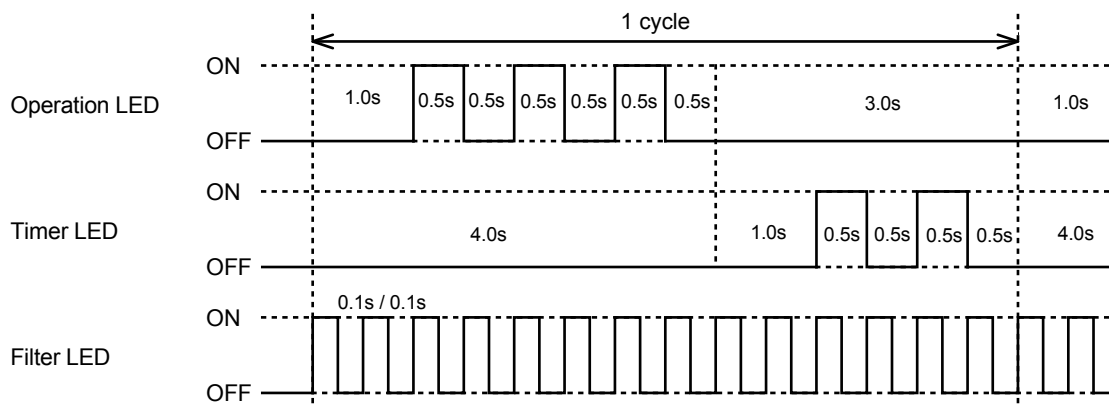 1 cycle
ON
Operation LED
1.0s 0.5s 0.5s 0.5s 0.5s 0.5s 0.5s 3.0s 1.0s
OFF
ON
Timer LED
4.0s 1.0s 0.5s 0.5s 0.5s 0.5s 4.0s
OFF
0.1s / 0.1s
ON
Filter LED
OFF